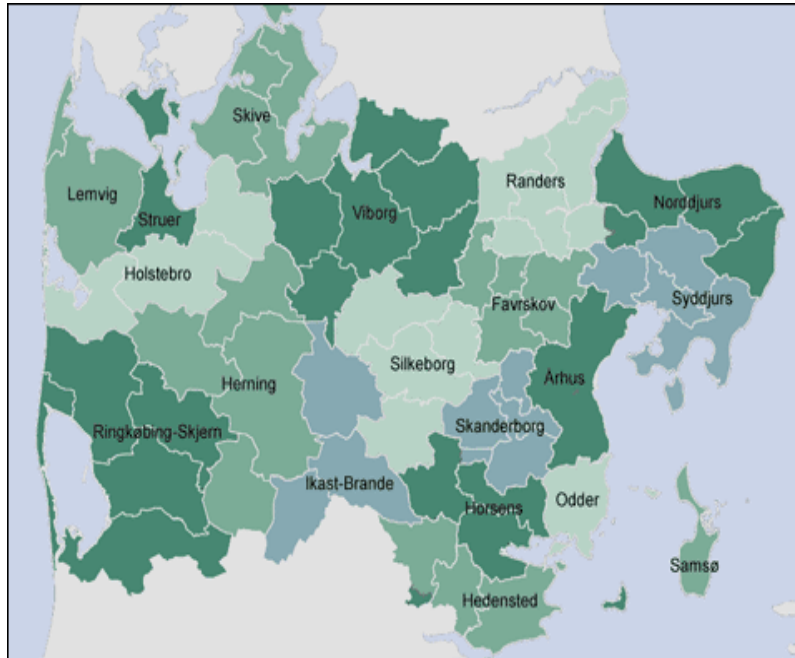 Skive
Randers
Lemvig
Norddjurs
Struer
Viborg
Holstebro
Favrskov
Syddjurs
Silkeborg
Århus
Herning
Skanderborg
Ringkøbing-Skjern
Ikast-Brande
Odder
Horsens
Samsø
Hedensted